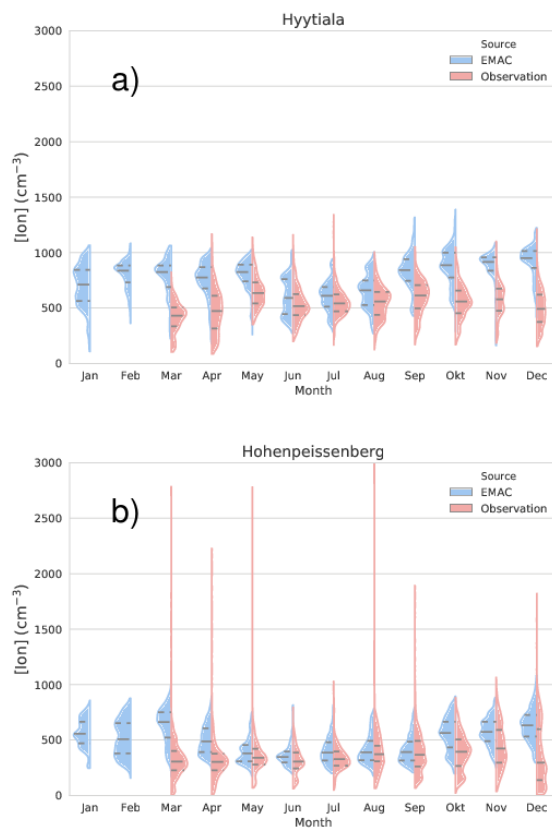 Hyytiala
3000
Source
EMAC
Observation
a)
2500
2000
[Ion] (cm⁻³)
1500
1000
500
0
Jan Feb Mar Apr May Jun Jul Aug Sep Okt Nov Dec
Month
Hohenpeissenberg
3000
Source
EMAC
Observation
b)
2500
2000
[Ion] (cm⁻³)
1500
1000
500
0
Jan Feb Mar Apr May Jun Jul Aug Sep Okt Nov Dec
Month